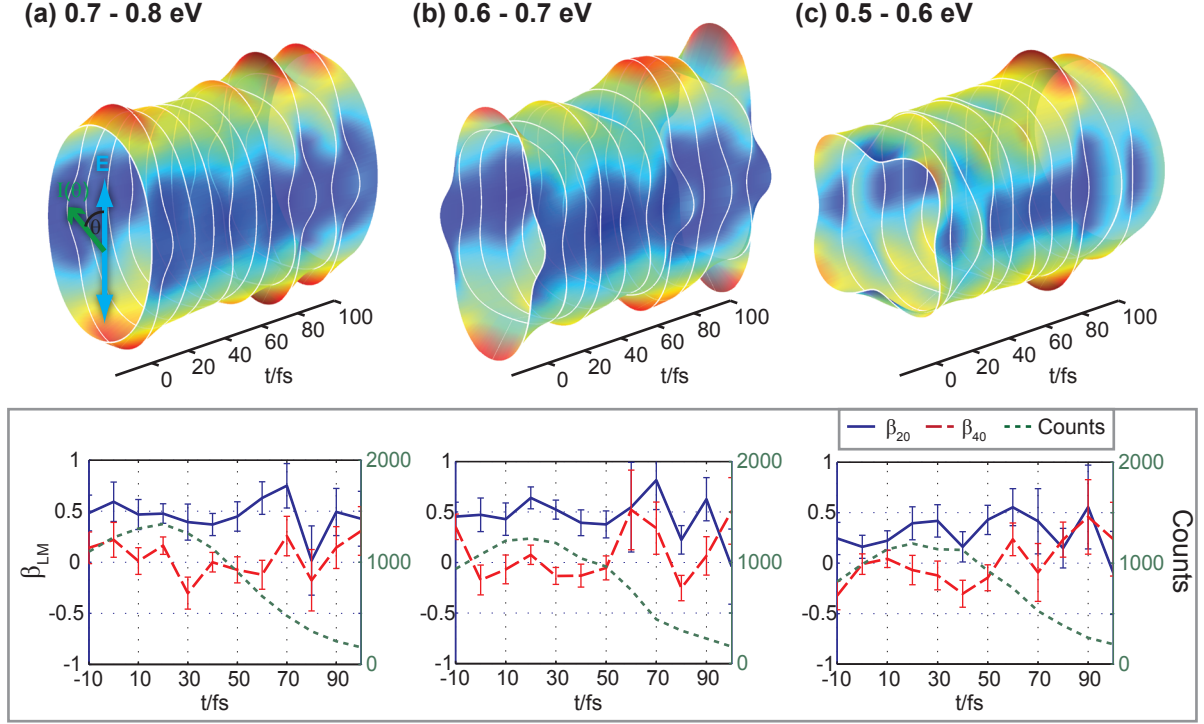 (a) 0.7 - 0.8 eV
(b) 0.6 - 0.7 eV
(c) 0.5 - 0.6 eV
E
I(θ)
θ
0 20 40 60 80 100
t/fs
0 20 40 60 80 100
t/fs
0 20 40 60 80 100
t/fs
β20 β40 Counts
1 0.5 0 -0.5 -1
βLM
2000 1000 0
-10 10 30 50 70 90
t/fs
1 0.5 0 -0.5 -1
2000 1000 0
-10 10 30 50 70 90
t/fs
1 0.5 0 -0.5 -1
2000 1000 0
Counts
-10 10 30 50 70 90
t/fs